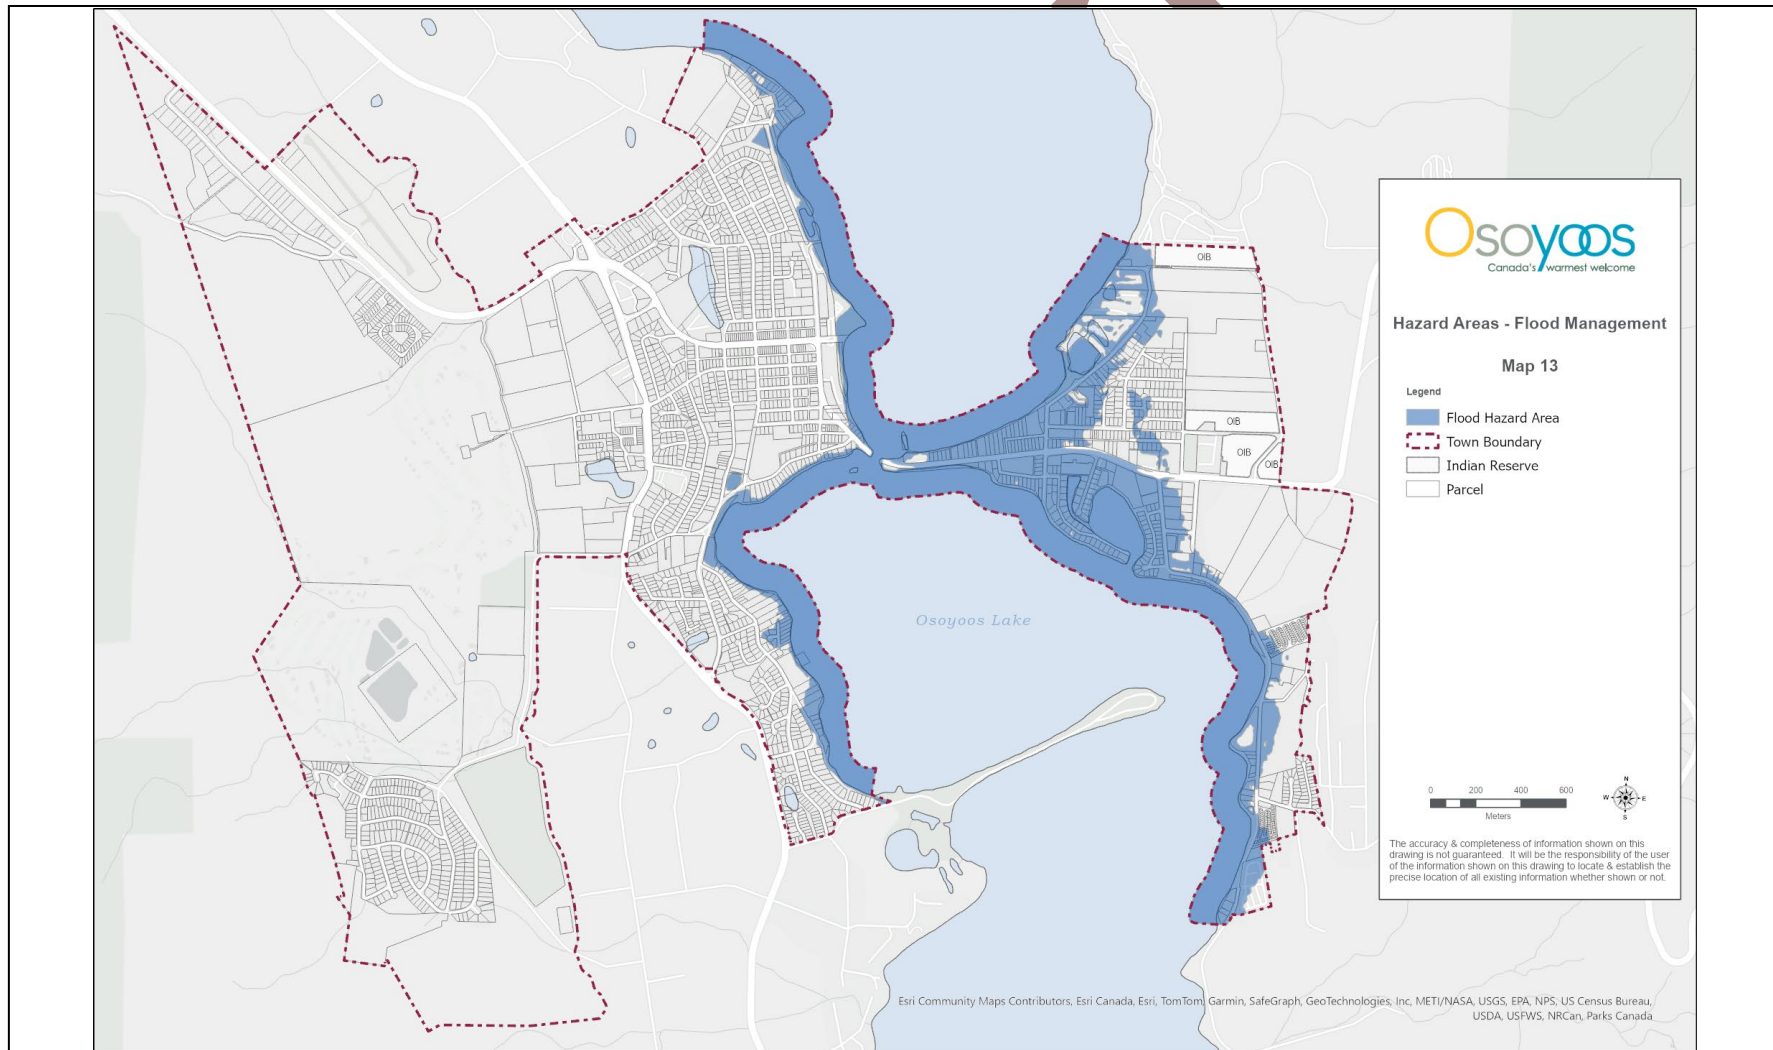 OIB
OIB
OIB
OIB
Osoyoos Lake
Osoyoos
Canada's warmest welcome
Hazard Areas - Flood Management
Map 13
Legend
Flood Hazard Area
Town Boundary
Indian Reserve
Parcel
0 200 400 600
Meters
N
W E
S
The accuracy & completeness of information shown on this
drawing is not guaranteed. It will be the responsibility of the user
of the information shown on this drawing to locate & establish the
precise location of all existing information whether shown or not.
Esri Community Maps Contributors, Esri Canada, Esri, TomTom, Garmin, SafeGraph, GeoTechnologies, Inc, METI/NASA, USGS, EPA, NPS, US Census Bureau,
USDA, USFWS, NRCan, Parks Canada